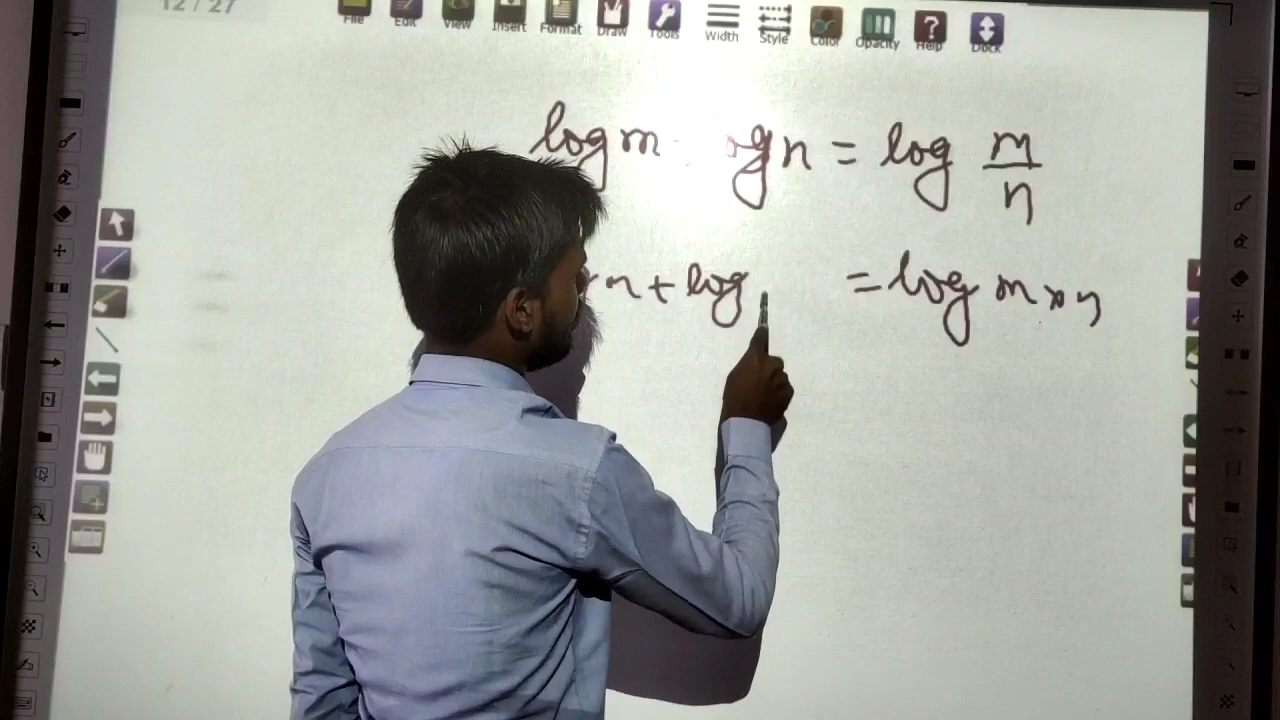 12 / 27
File Edit View Insert Format Draw Tools Width Style Color Opacity Help Dock
log m - ogn = log m/n
n + log = log m × n